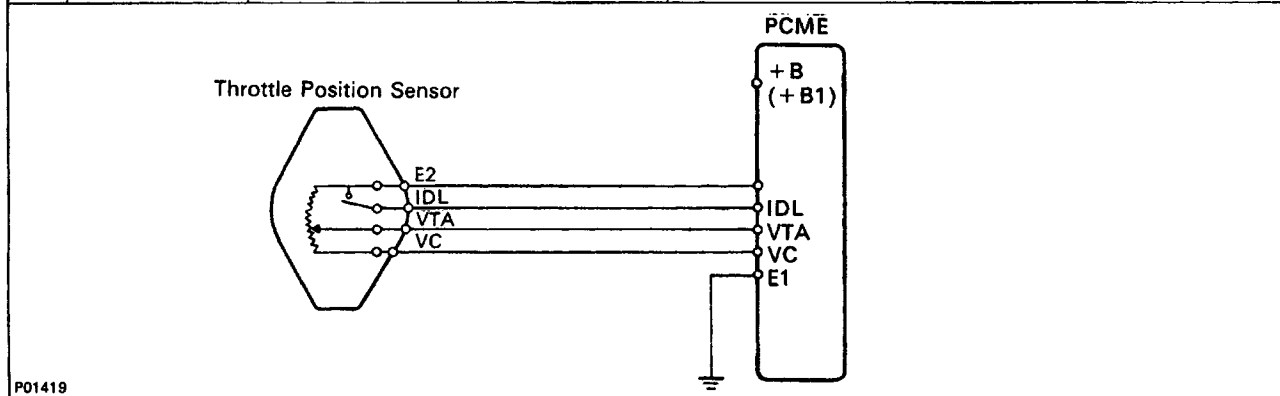 PCME
+B
(+B1)
Throttle Position Sensor
E2
IDL
VTA
VC
IDL
VTA
VC
E1
P01419